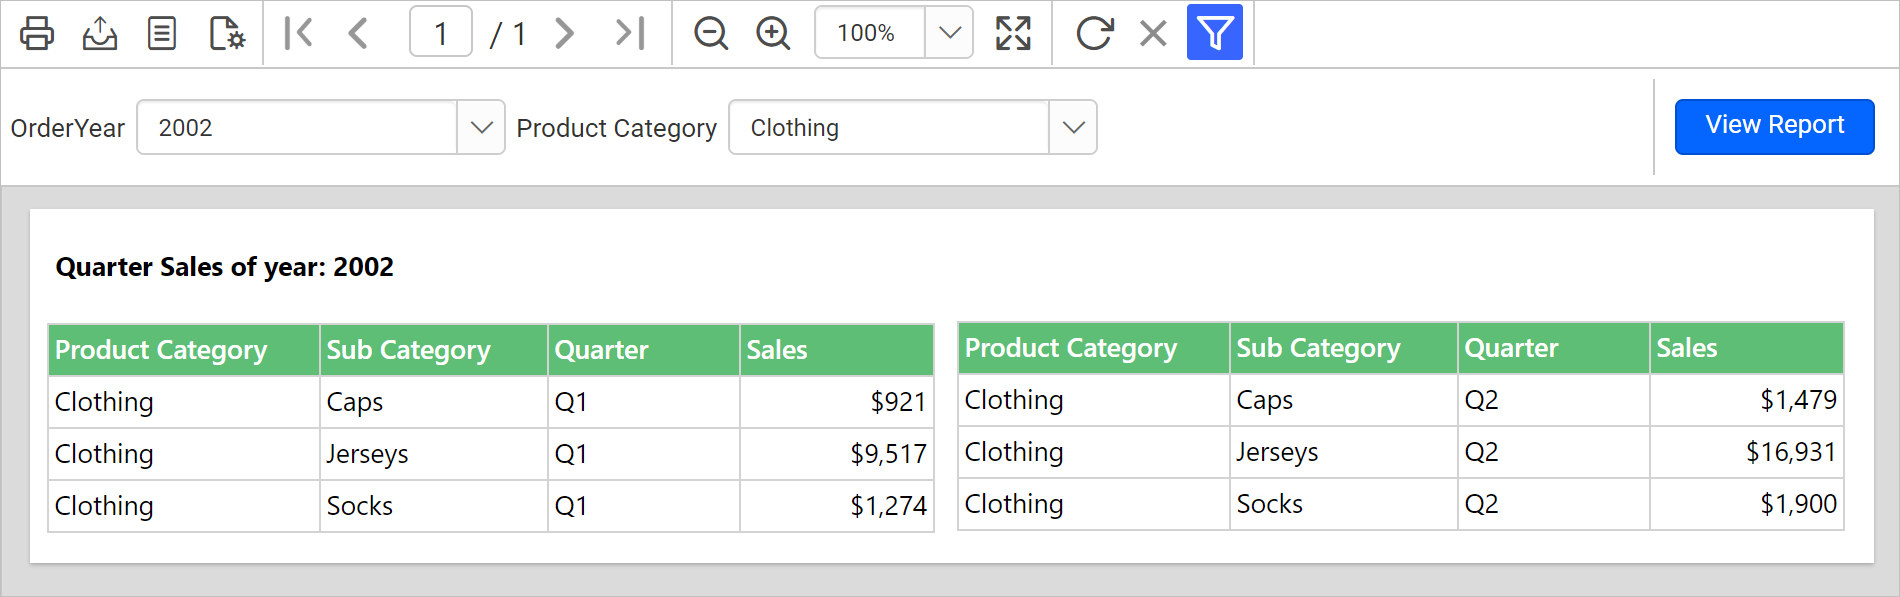 1 / 1 100%
OrderYear 2002 Product Category Clothing View Report
Quarter Sales of year: 2002
Product Category Sub Category Quarter Sales
Clothing Caps Q1 $921
Clothing Jerseys Q1 $9,517
Clothing Socks Q1 $1,274
Product Category Sub Category Quarter Sales
Clothing Caps Q2 $1,479
Clothing Jerseys Q2 $16,931
Clothing Socks Q2 $1,900